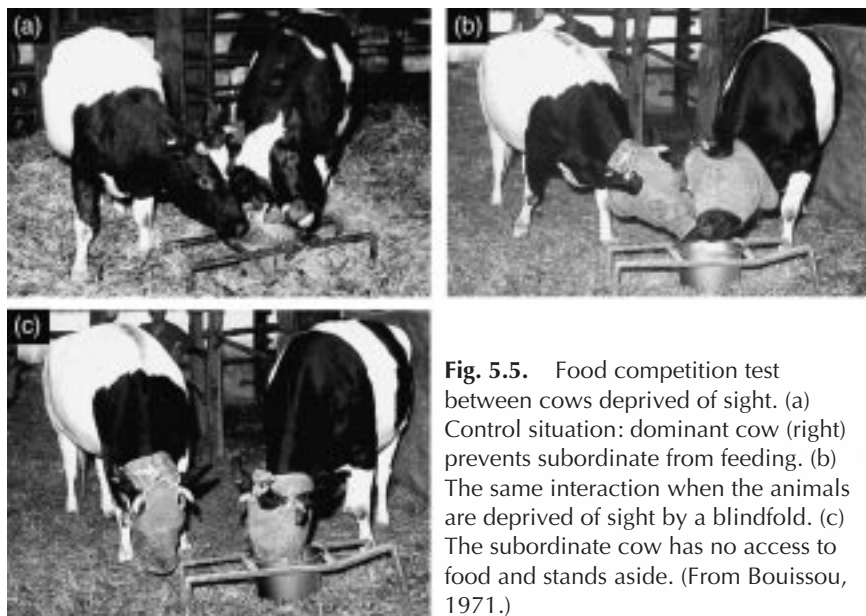 (a)
(b)
(c)
Fig. 5.5. Food competition test
between cows deprived of sight. (a)
Control situation: dominant cow (right)
prevents subordinate from feeding. (b)
The same interaction when the animals
are deprived of sight by a blindfold. (c)
The subordinate cow has no access to
food and stands aside. (From Bouissou,
1971.)